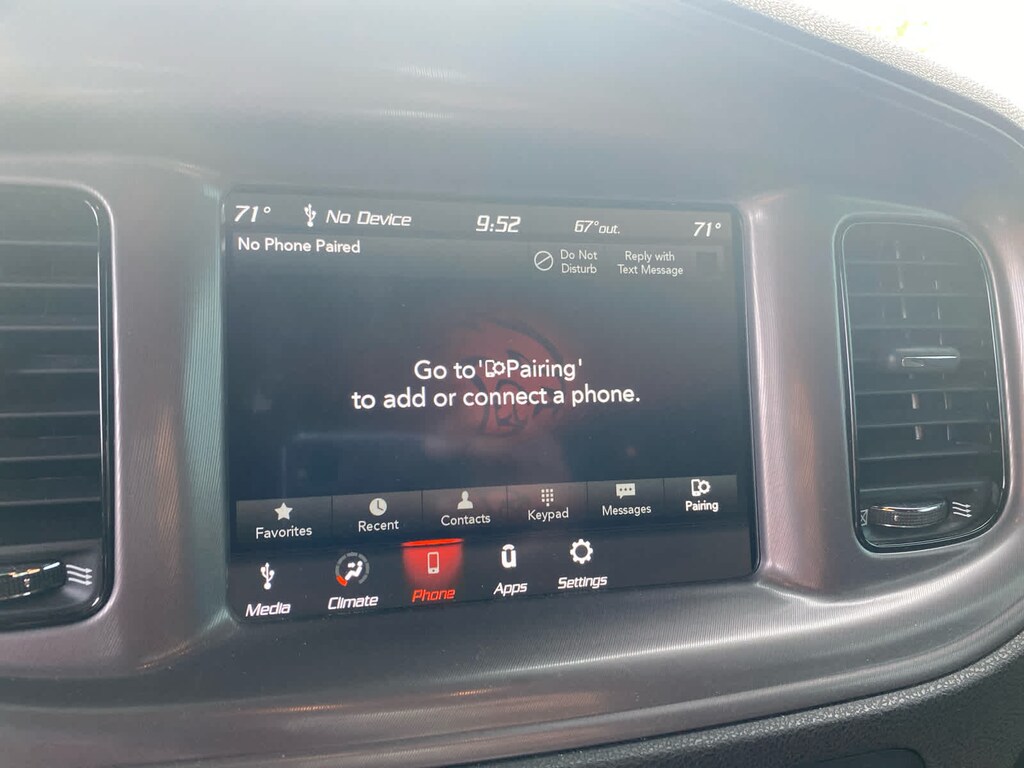 71° No Device 9:52 67°out. 71°
No Phone Paired
Do Not
Disturb
Reply with
Text Message
Go to 'Pairing'
to add or connect a phone.
Favorites Recent Contacts Keypad Messages Pairing
Media Climate Phone Apps Settings